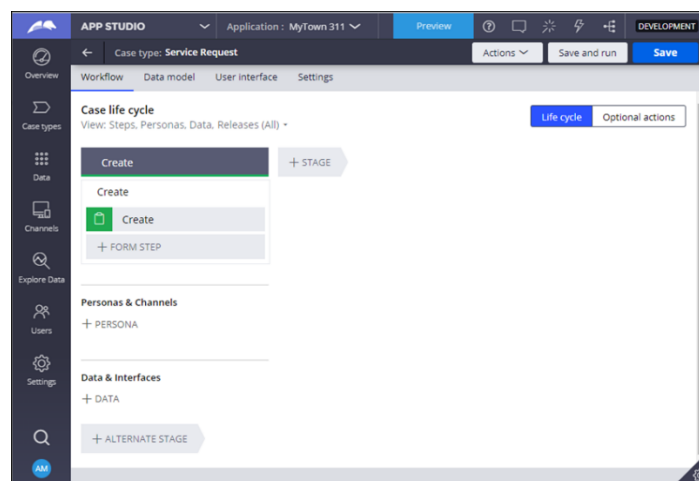 APP STUDIO
Application : MyTown 311
Preview
DEVELOPMENT
Case type: Service Request
Actions
Save and run
Save
Overview
Case types
Data
Channels
Explore Data
Users
Settings
AM
Workflow
Data model
User interface
Settings
Case life cycle
View: Steps, Personas, Data, Releases (All)
Life cycle
Optional actions
Create
+ STAGE
Create
Create
+ FORM STEP
Personas & Channels
+ PERSONA
Data & Interfaces
+ DATA
+ ALTERNATE STAGE